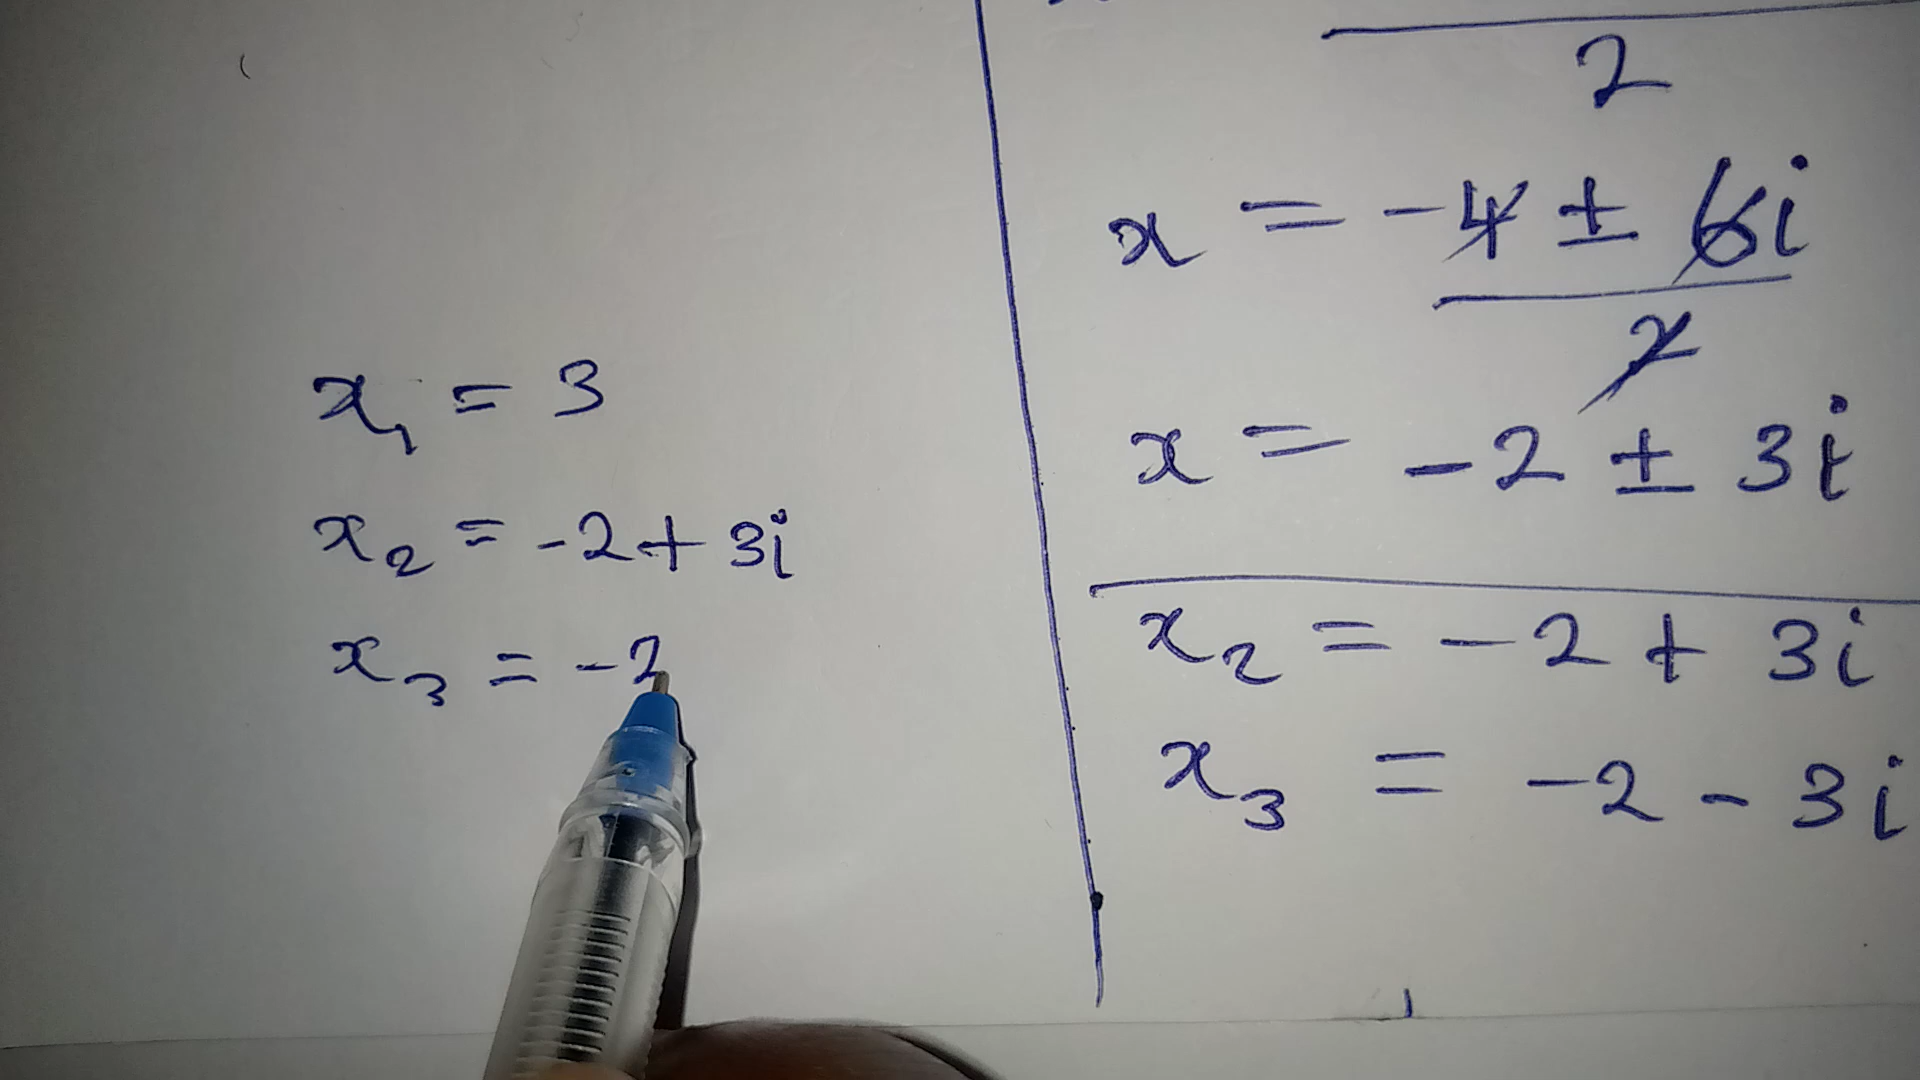 x₁ = 3
x₂ = -2 + 3i
x₃ = -2
2
x = -4 ± 6i
2
x = -2 ± 3i
x₂ = -2 + 3i
x₃ = -2 - 3i